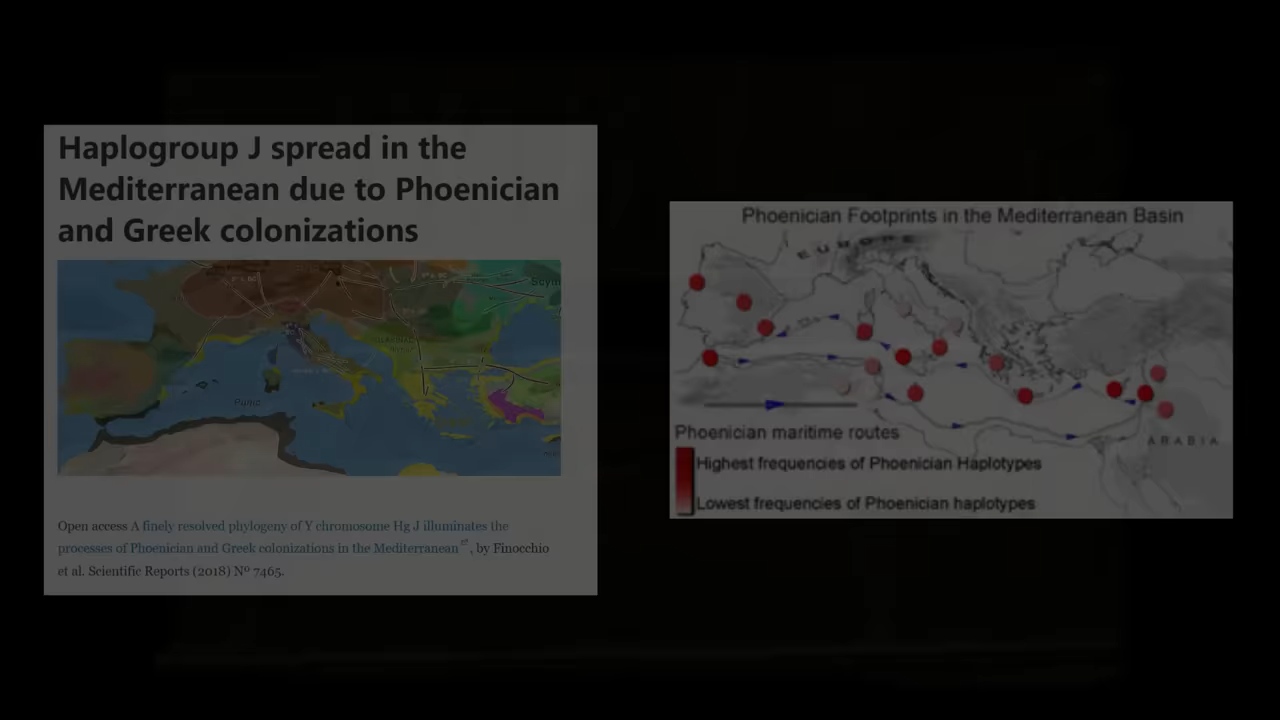 Haplogroup J spread in the
Mediterranean due to Phoenician
and Greek colonizations
Scym
Punic
Open access A finely resolved phylogeny of Y chromosome Hg J illuminates the
processes of Phoenician and Greek colonizations in the Mediterranean, by Finocchio
et al. Scientific Reports (2018) Nº 7465.
Phoenician Footprints in the Mediterranean Basin
EUROPE
ARABIA
Phoenician maritime routes
Highest frequencies of Phoenician Haplotypes
Lowest frequencies of Phoenician haplotypes